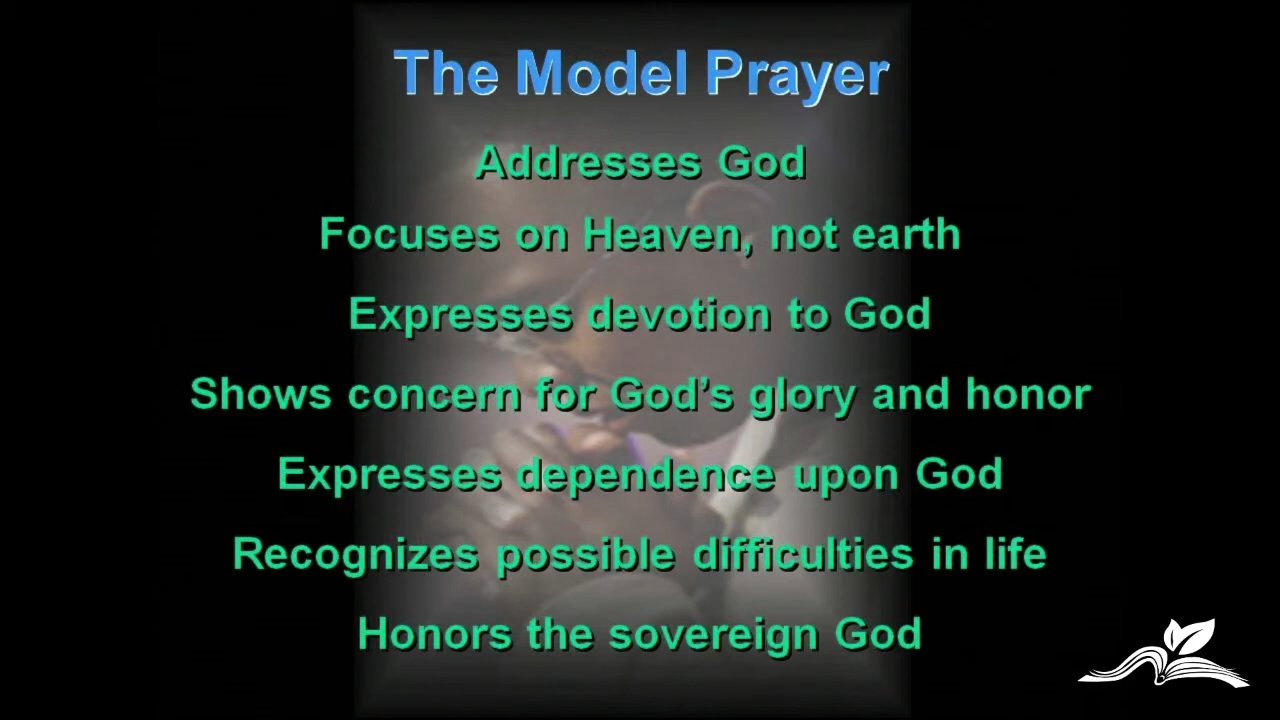 The Model Prayer
Addresses God
Focuses on Heaven, not earth
Expresses devotion to God
Shows concern for God’s glory and honor
Expresses dependence upon God
Recognizes possible difficulties in life
Honors the sovereign God